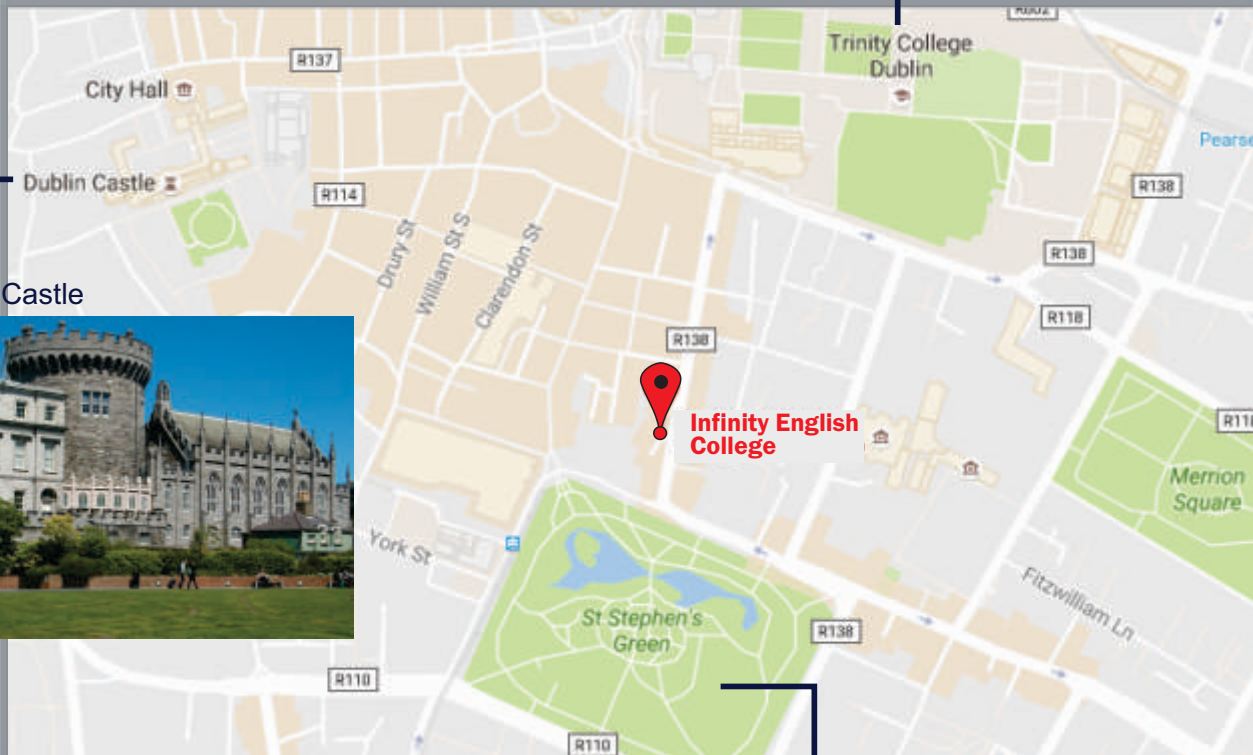 R802
Trinity College
Dublin
R137
City Hall
Pearse
Dublin Castle
R114
R138
Drury St
William St S
Clarendon St
R138
Castle
R118
R138
Infinity English
College
R118
Merrion
Square
York St
Fitzwilliam Ln
St Stephen's
Green
R138
R110
R110